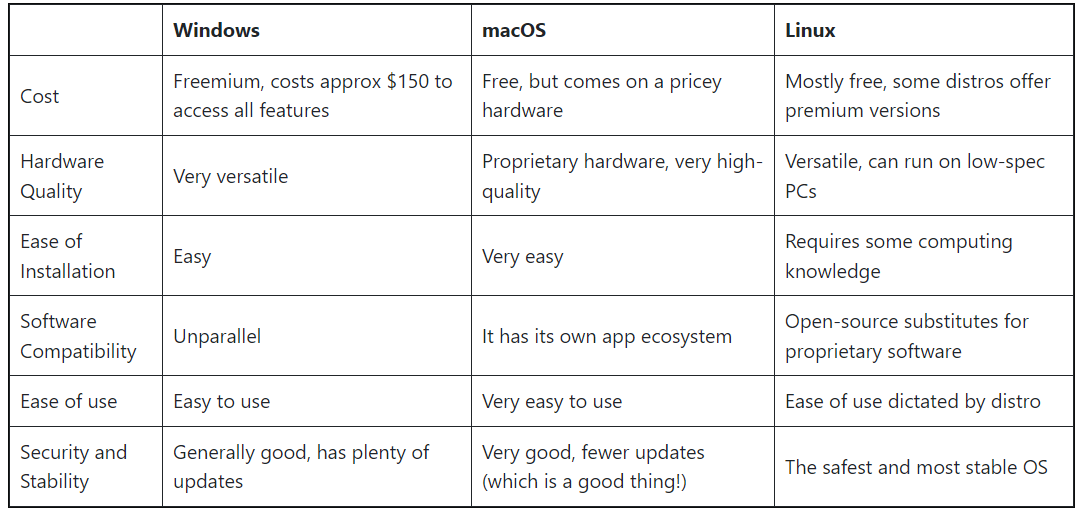 Windows macOS Linux
Cost Freemium, costs approx $150 to access all features Free, but comes on a pricey hardware Mostly free, some distros offer premium versions
Hardware Quality Very versatile Proprietary hardware, very high-quality Versatile, can run on low-spec PCs
Ease of Installation Easy Very easy Requires some computing knowledge
Software Compatibility Unparallel It has its own app ecosystem Open-source substitutes for proprietary software
Ease of use Easy to use Very easy to use Ease of use dictated by distro
Security and Stability Generally good, has plenty of updates Very good, fewer updates (which is a good thing!) The safest and most stable OS